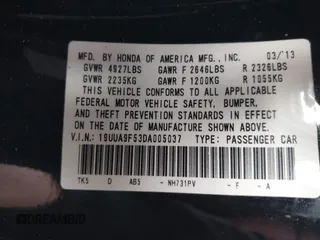 MFD. BY HONDA OF AMERICA MFG., INC. 03/13
GVWR 4927LBS GAWR F 2646LBS R 2326LBS
GVWR 2235KG GAWR F 1200KG R 1055KG
THIS VEHICLE CONFORMS TO ALL APPLICABLE
FEDERAL MOTOR VEHICLE SAFETY, BUMPER,
AND THEFT PREVENTION STANDARDS IN EFFECT
ON THE DATE OF MANUFACTURE SHOWN ABOVE.
V.I.N.: 19UUA9F53DA005037 TYPE: PASSENGER CAR
TK5 D AB5 - NH731PV - F - A
DREAMBID